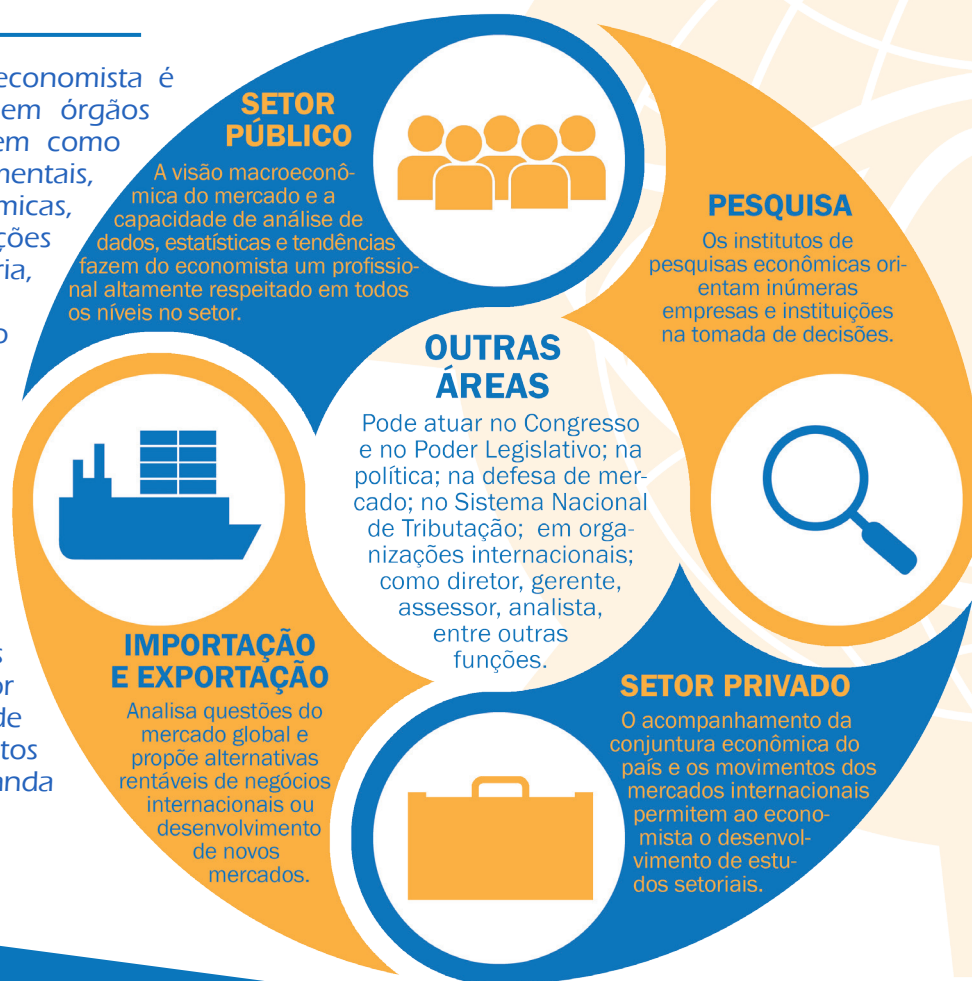 economista é
em órgãos
em como
mentais,
micas,
ções
ria,
o
s
or
de
tos
anda
SETOR
PÚBLICO
A visão macroeconô-
mica do mercado e a
capacidade de análise de
dados, estatísticas e tendências
fazem do economista um profissio-
nal altamente respeitado em todos
os níveis no setor.
PESQUISA
Os institutos de
pesquisas econômicas ori-
entam inúmeras
empresas e instituições
na tomada de decisões.
OUTRAS
ÁREAS
Pode atuar no Congresso
e no Poder Legislativo; na
política; na defesa de mer-
cado; no Sistema Nacional
de Tributação; em orga-
nizações internacionais;
como diretor, gerente,
assessor, analista,
entre outras
funções.
IMPORTAÇÃO
E EXPORTAÇÃO
Analisa questões do
mercado global e
propõe alternativas
rentáveis de negócios
internacionais ou
desenvolvimento
de novos
mercados.
SETOR PRIVADO
O acompanhamento da
conjuntura econômica do
país e os movimentos dos
mercados internacionais
permitem ao econo-
mista o desenvol-
vimento de estu-
dos setoriais.